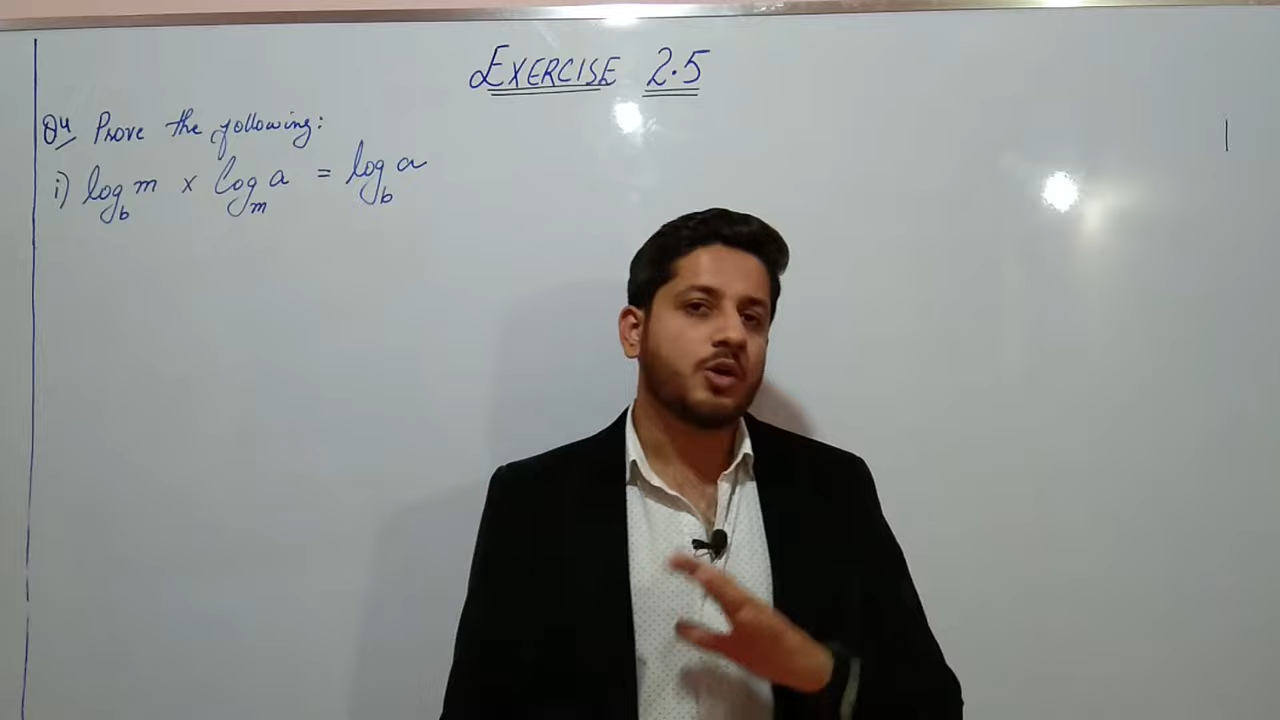 EXERCISE 2.5
Q4 Prove the following:
i) log_b m × log_m a = log_b a